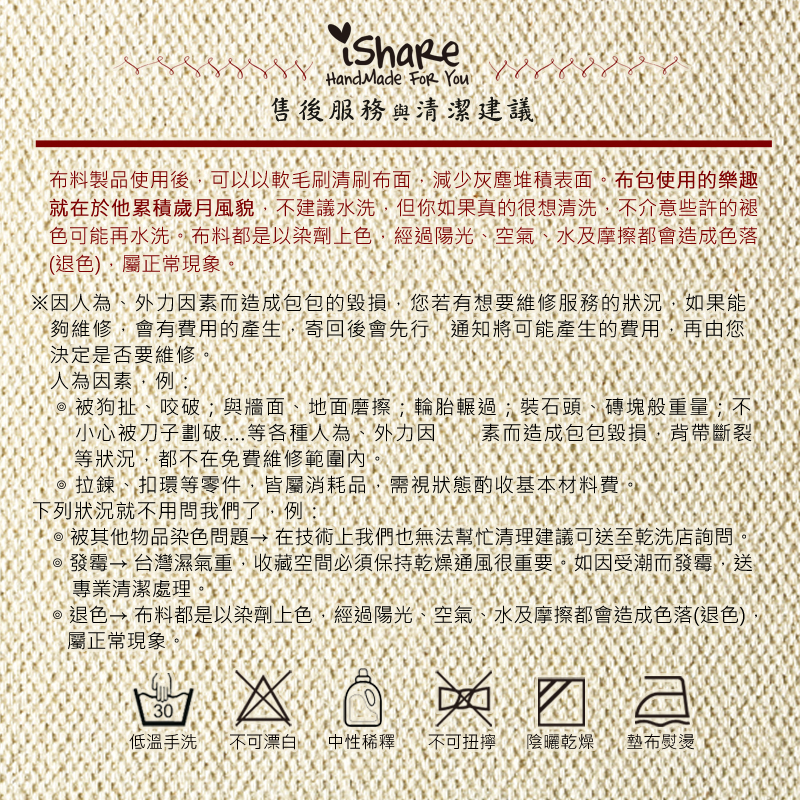 iShaRe
HandMade FoR You
售後服務與清潔建議
布料製品使用後，可以以軟毛刷清刷布面，減少灰塵堆積表面。布包使用的樂趣
就在於他累積歲月風貌，不建議水洗，但你如果真的很想清洗，不介意些許的褪
色可能再水洗。布料都是以染劑上色，經過陽光、空氣、水及摩擦都會造成色落
(退色)，屬正常現象。
※因人為、外力因素而造成包包的毀損，您若有想要維修服務的狀況，如果能
夠維修，會有費用的產生，寄回後會先行 通知將可能產生的費用，再由您
決定是否要維修。
人為因素，例：
◎ 被狗扯、咬破；與牆面、地面磨擦；輪胎輾過；裝石頭、磚塊般重量；不
小心被刀子劃破....等各種人為、外力因 素而造成包包毀損，背帶斷裂
等狀況，都不在免費維修範圍內。
◎ 拉鍊、扣環等零件，皆屬消耗品，需視狀態酌收基本材料費。
下列狀況就不用問我們了，例：
◎ 被其他物品染色問題→ 在技術上我們也無法幫忙清理建議可送至乾洗店詢問。
◎ 發霉→ 台灣濕氣重，收藏空間必須保持乾燥通風很重要。如因受潮而發霉，送
專業清潔處理。
◎ 退色→ 布料都是以染劑上色，經過陽光、空氣、水及摩擦都會造成色落(退色)，
屬正常現象。
30
低溫手洗 不可漂白 中性稀釋 不可扭擰 陰曬乾燥 墊布熨燙